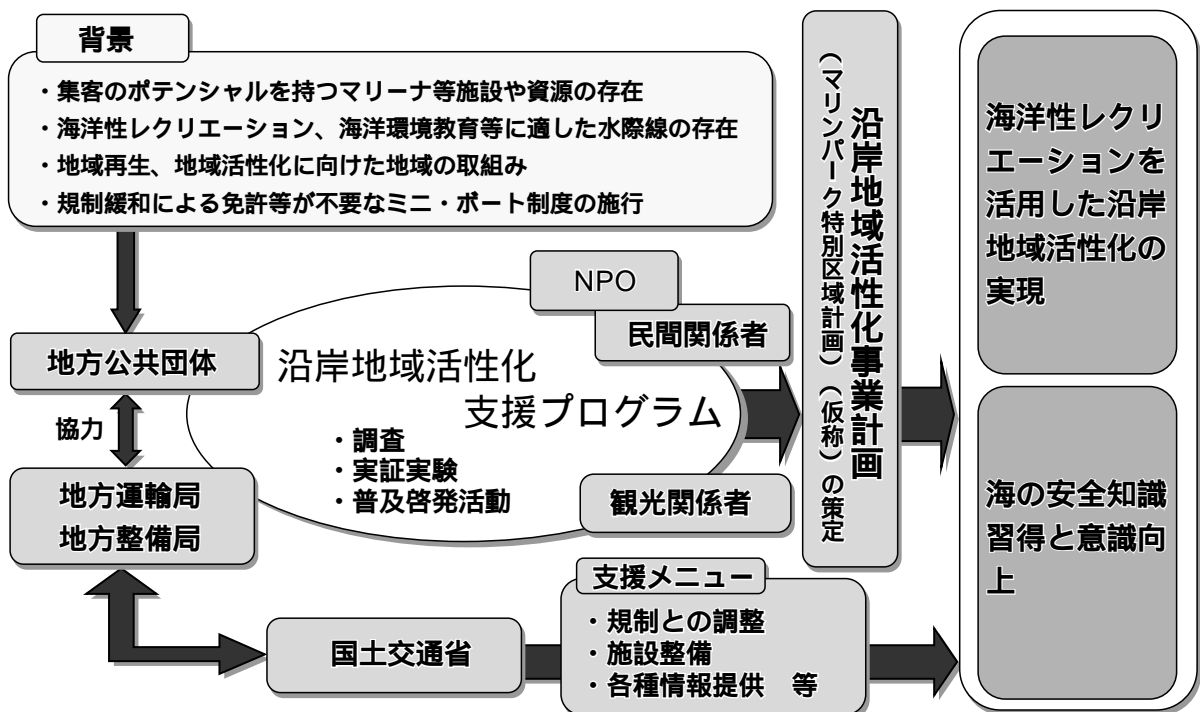 背景
・集客のポテンシャルを持つマリーナ等施設や資源の存在
・海洋性レクリエーション、海洋環境教育等に適した水際線の存在
・地域再生、地域活性化に向けた地域の取組み
・規制緩和による免許等が不要なミニ・ボート制度の施行
地方公共団体
協力
地方運輸局
地方整備局
沿岸地域活性化
支援プログラム
・調査
・実証実験
・普及啓発活動
NPO
民間関係者
観光関係者
国土交通省
支援メニュー
・規制との調整
・施設整備
・各種情報提供　等
沿岸地域活性化事業計画
（マリンパーク特別区域計画）（仮称）の策定
海洋性レクリ
エーションを
活用した沿岸
地域活性化の
実現
海の安全知識
習得と意識向
上